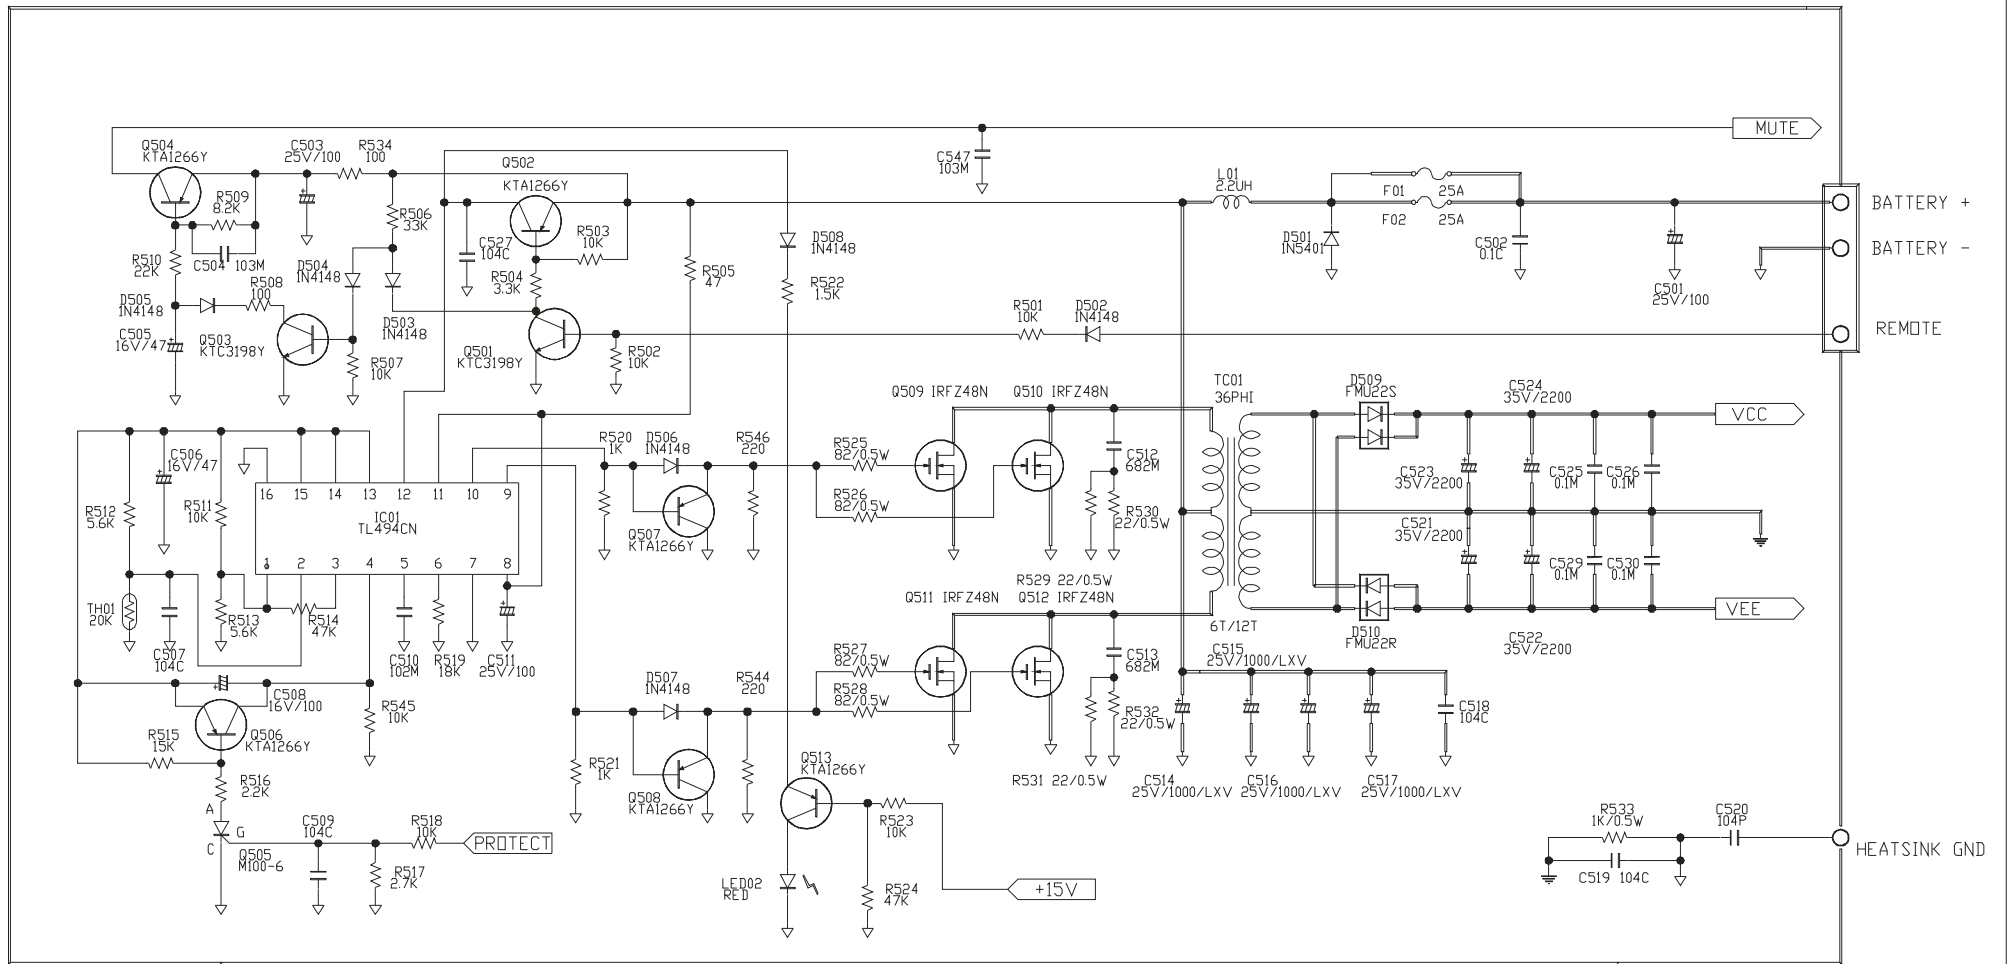 MUTE
Q504
KTA1266Y
C503
25V/100
R534
100
Q502
KTA1266Y
C547
103M
L01
2.2UH
F01 25A
F02 25A
BATTERY +
BATTERY -
REMOTE
R509
8.2K
R506
33K
R510
22K
C504 103M
D504
1N4148
C527
104C
R503
10K
R504
3.3K
D508
1N4148
R505
47
R522
1.5K
D501
1N5401
C502
0.1C
C501
25V/100
D505
1N4148
R508
100
C505
16V/47
Q503
KTC3198Y
D503
1N4148
R507
10K
Q501
KTC3198Y
R502
10K
R501
10K
D502
1N4148
Q509 IRFZ48N
Q510 IRFZ48N
TC01
36PHI
D509
FMU22S
C524
35V/2200
VCC
C506
16V/47
R512
5.6K
R511
10K
16 15 14 13 12 11 10 9
IC01
TL494CN
1 2 3 4 5 6 7 8
R520
1K
D506
1N4148
R546
220
R525
82/0.5W
R526
82/0.5W
Q507
KTA1266Y
C512
682M
R530
22/0.5W
R529 22/0.5W
C523
35V/2200
C525
0.1M
C526
0.1M
C521
35V/2200
C529
0.1M
C530
0.1M
TH01
20K
C507
104C
R513
5.6K
R514
47K
C510
102M
R519
18K
C511
25V/100
Q511 IRFZ48N
Q512 IRFZ48N
6T/12T
D510
FMU22R
C522
35V/2200
VEE
C508
16V/100
R545
10K
Q506
KTA1266Y
R515
15K
R516
2.2K
D507
1N4148
R544
220
R527
82/0.5W
R528
82/0.5W
C513
682M
R532
22/0.5W
R531 22/0.5W
C515
25V/1000/LXV
C518
104C
C514
25V/1000/LXV
C516
25V/1000/LXV
C517
25V/1000/LXV
R521
1K
Q508
KTA1266Y
Q513
KTA1266Y
R523
10K
A
G
C
Q505
M100-6
C509
104C
R518
10K
PROTECT
R517
2.7K
LED02
RED
R524
47K
+15V
R533
1K/0.5W
C520
104P
C519 104C
HEATSINK GND